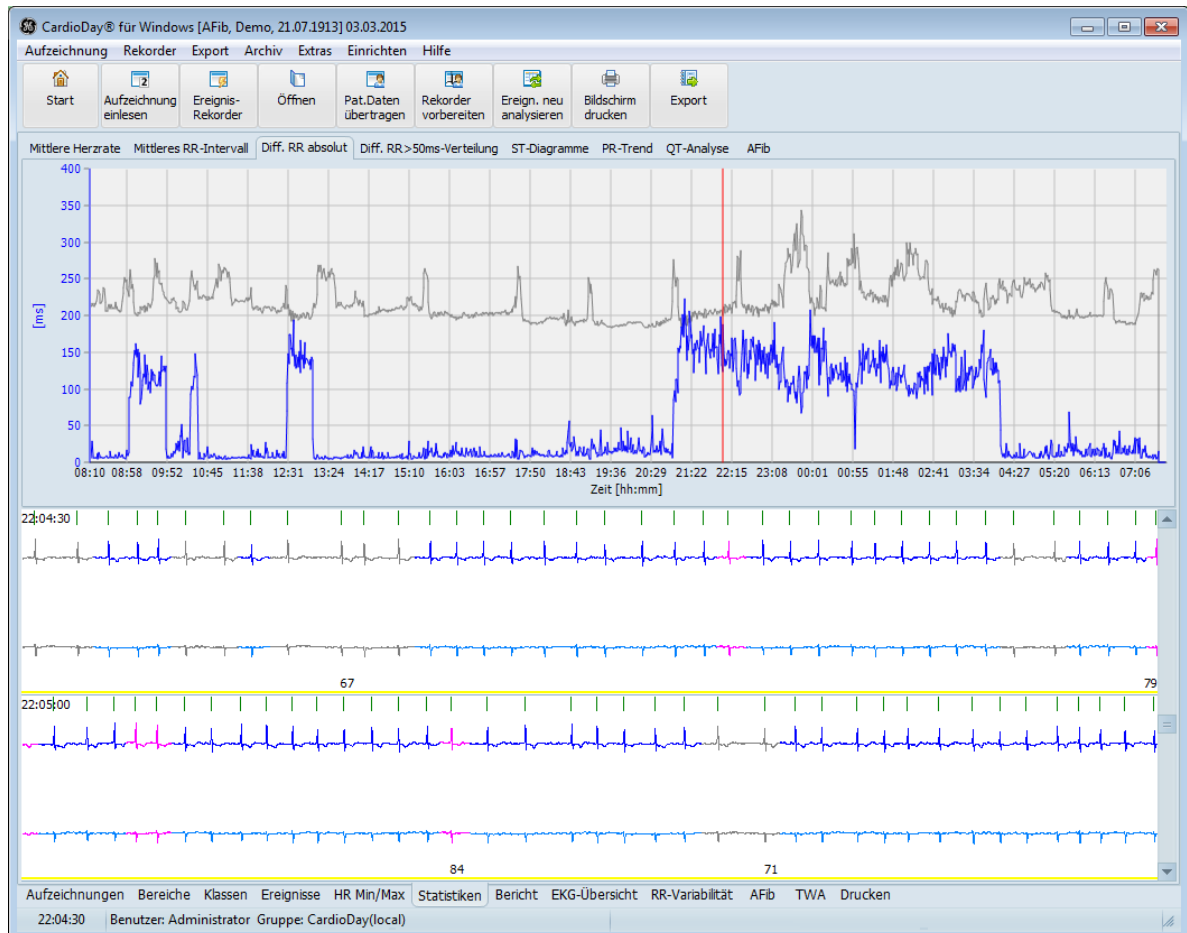 CardioDay® für Windows [AFib, Demo, 21.07.1913] 03.03.2015
Aufzeichnung Rekorder Export Archiv Extras Einrichten Hilfe
Start
Aufzeichnung einlesen
Ereignis-Rekorder
Öffnen
Pat.Daten übertragen
Rekorder vorbereiten
Ereign. neu analysieren
Bildschirm drucken
Export
Mittlere Herzrate Mittleres RR-Intervall Diff. RR absolut Diff. RR>50ms-Verteilung ST-Diagramme PR-Trend QT-Analyse AFib
400
350
300
250
200
150
100
50
0
[ms]
08:10 08:58 09:52 10:45 11:38 12:31 13:24 14:17 15:10 16:03 16:57 17:50 18:43 19:36 20:29 21:22 22:15 23:08 00:01 00:55 01:48 02:41 03:34 04:27 05:20 06:13 07:06
Zeit [hh:mm]
22:04:30
67 79
22:05:00
84 71
Aufzeichnungen Bereiche Klassen Ereignisse HR Min/Max Statistiken Bericht EKG-Übersicht RR-Variabilität AFib TWA Drucken
22:04:30 Benutzer: Administrator Gruppe: CardioDay(local)